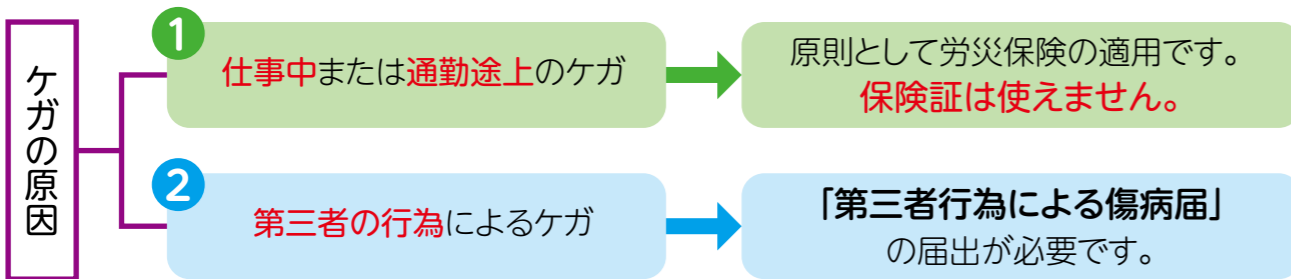 ケガの原因
1
仕事中または通勤途上のケガ
原則として労災保険の適用です。
保険証は使えません。
2
第三者の行為によるケガ
「第三者行為による傷病届」
の届出が必要です。